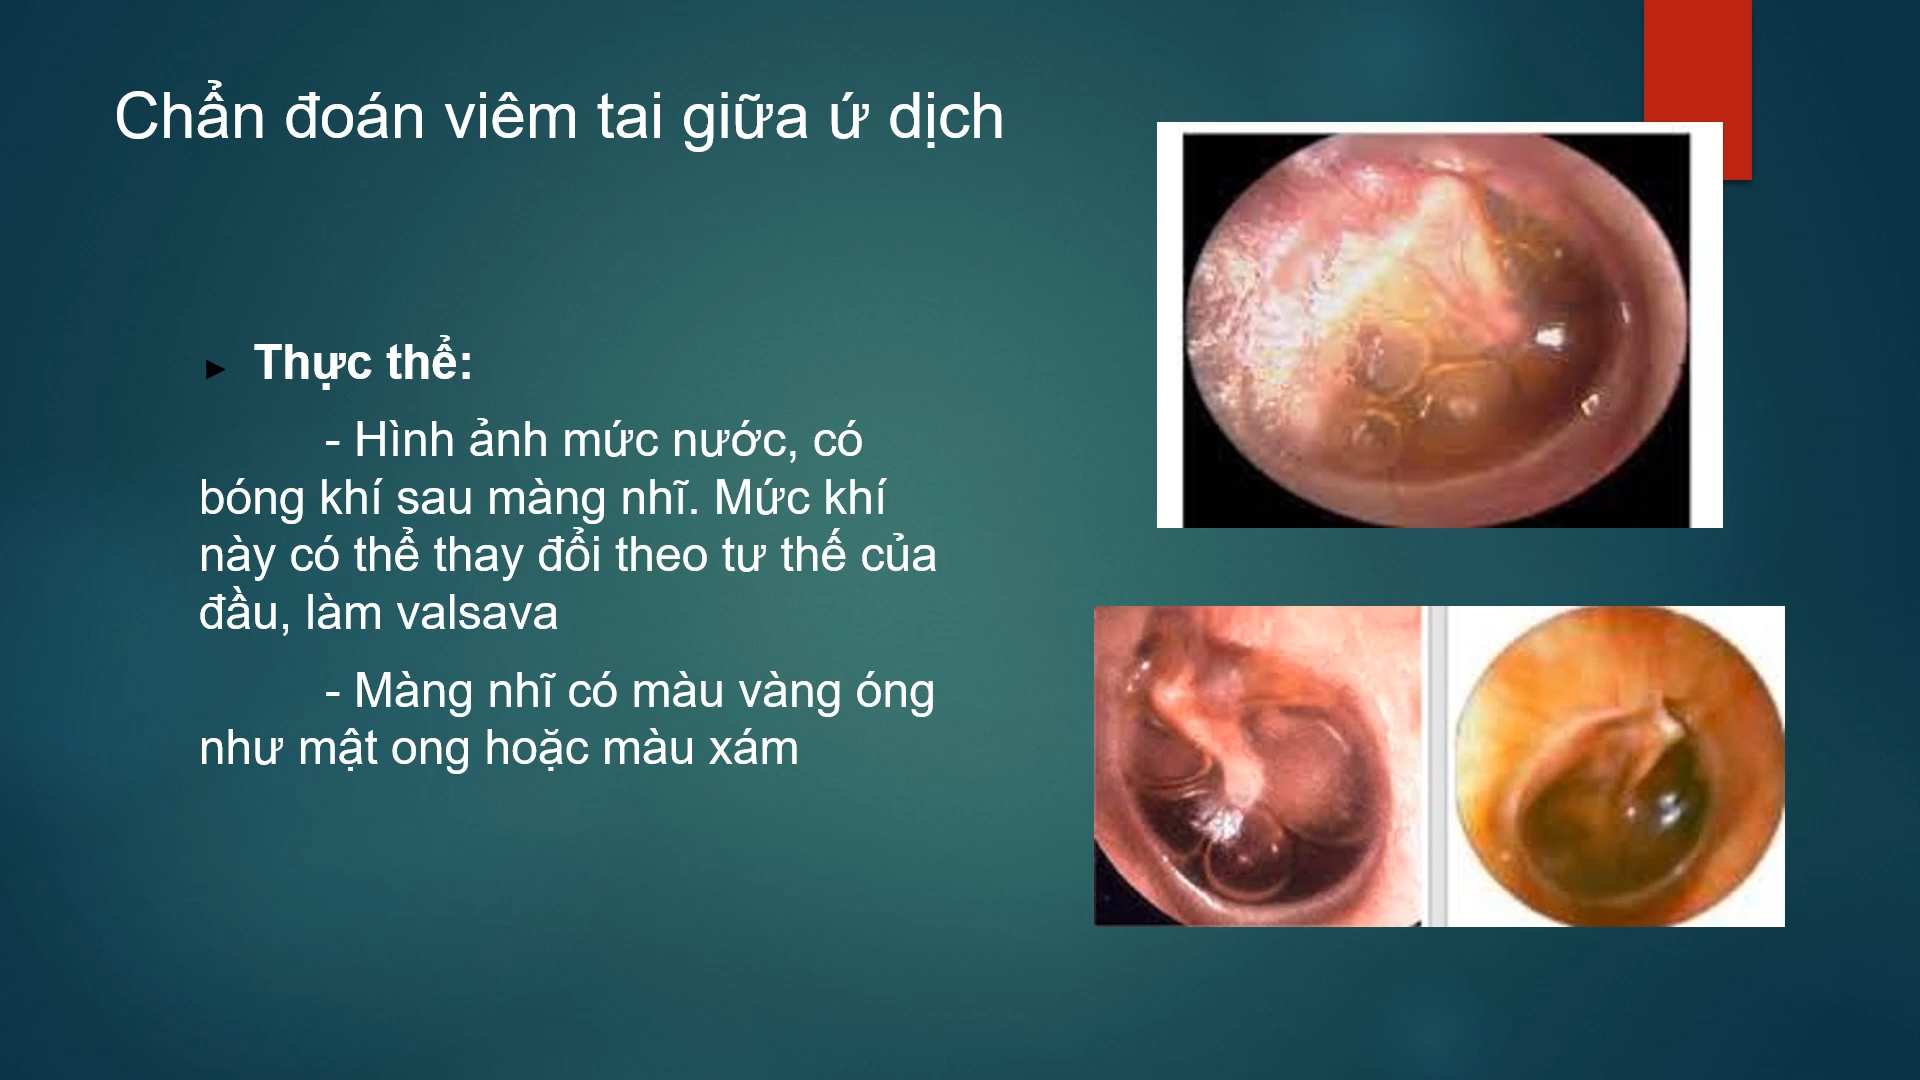 Chẩn đoán viêm tai giữa ứ dịch
Thực thể:
- Hình ảnh mức nước, có
bóng khí sau màng nhĩ. Mức khí
này có thể thay đổi theo tư thế của
đầu, làm valsava
- Màng nhĩ có màu vàng óng
như mật ong hoặc màu xám